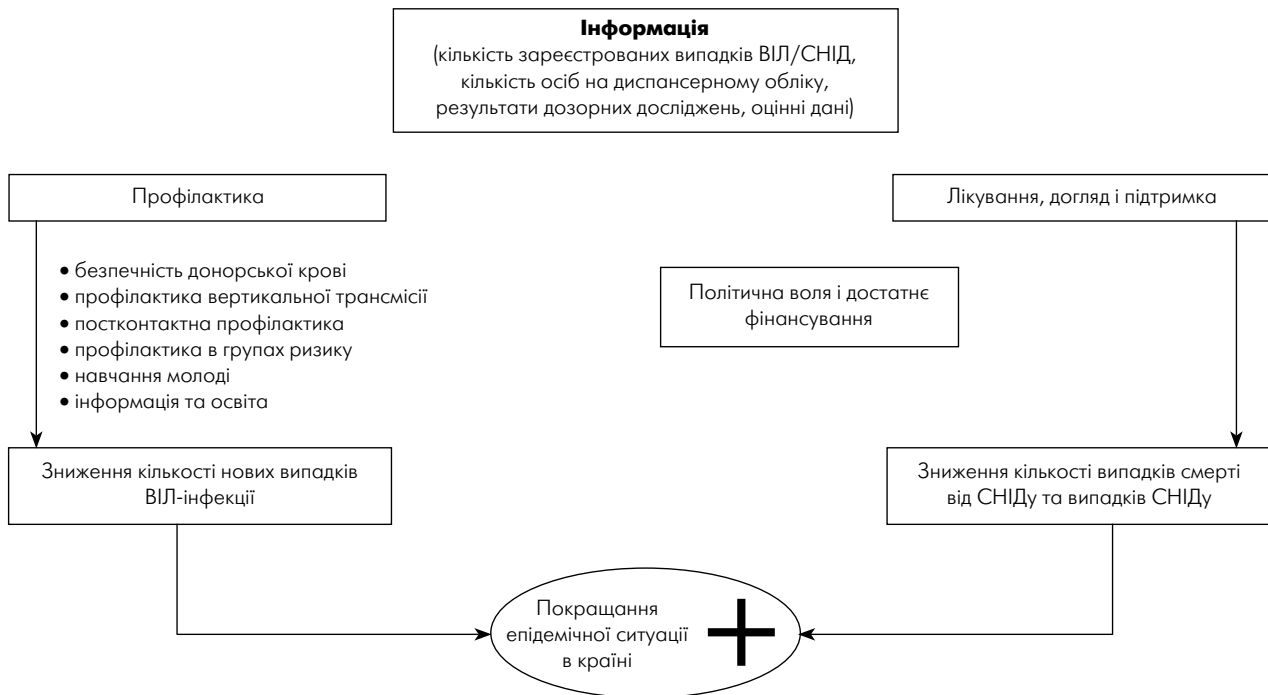 Інформація
(кількість зареєстрованих випадків ВІЛ/СНІД,
кількість осіб на диспансерному обліку,
результати дозорних досліджень, оцінні дані)
Профілактика
Лікування, догляд і підтримка
• безпечність донорської крові
• профілактика вертикальної трансмісії
• постконтактна профілактика
• профілактика в групах ризику
• навчання молоді
• інформація та освіта
Політична воля і достатнє
фінансування
Зниження кількості нових випадків
ВІЛ-інфекції
Зниження кількості випадків смерті
від СНІДу та випадків СНІДу
Покращання
епідемічної ситуації
в країні